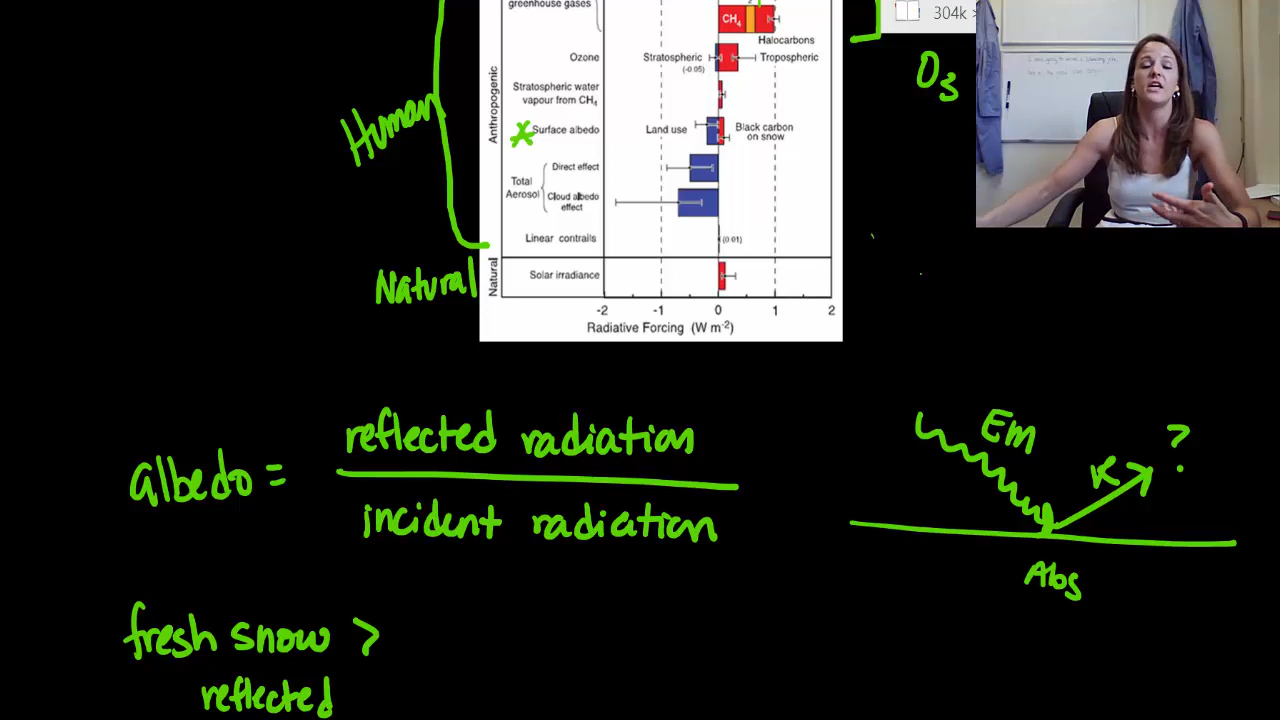 greenhouse gases
CH4
304k >
Halocarbons
Ozone
Stratospheric
(-0.05)
Tropospheric
O3
Stratospheric water
vapour from CH4
Human
Anthropogenic
Surface albedo
Land use
Black carbon
on snow
Total
Aerosol
Direct effect
Cloud albedo
effect
Linear contrails
(0.01)
Natural
Natural
Solar irradiance
-2 -1 0 1 2
Radiative Forcing (W m-2)
albedo = reflected radiation
incident radiation
Em
?
Abs
fresh snow >
reflected